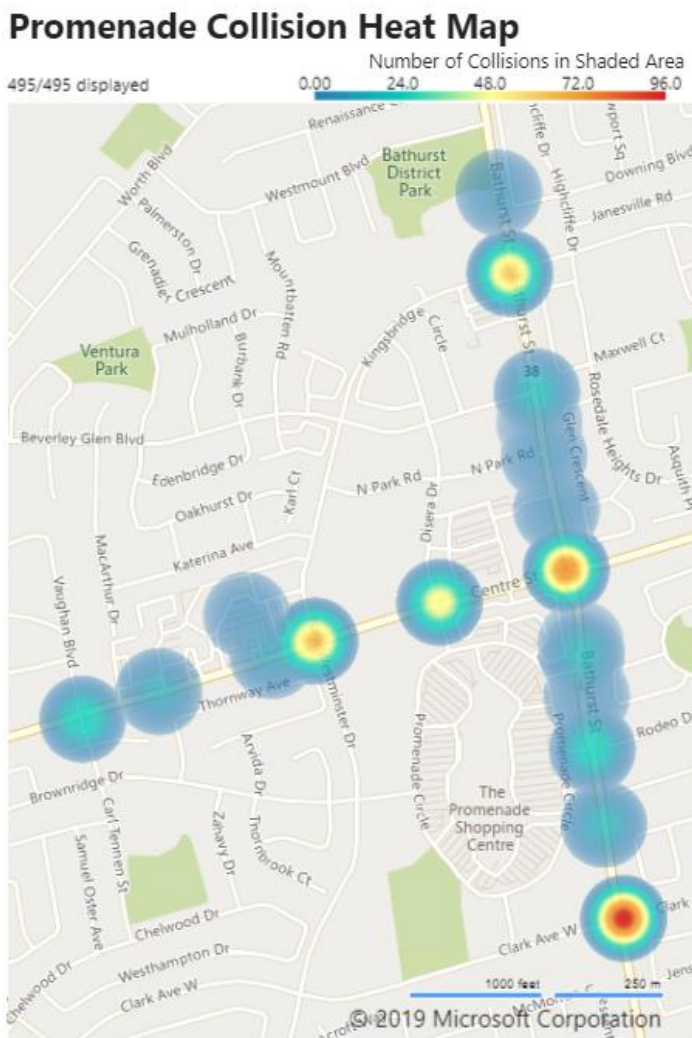 Promenade Collision Heat Map
Number of Collisions in Shaded Area
495/495 displayed
0.00 24.0 48.0 72.0 96.0
Renaissance
Worth Blvd
Westmount Blvd
Bathurst
District
Park
Bathurst St
Highcliffe Dr
Downing Blvd
Janesville Rd
Palmerston Dr
Grenadier Crescent
Mountbatten Rd
Mulholland Dr
Kingsbridge
Circle
Maxwell Ct
Ventura
Park
Burbank Dr
38
Rosedale Heights Dr
Glen Crescent
Beverley Glen Blvd
Edenbridge Dr
N Park Rd
N Park Rd
Karl Ct
Oakhurst Dr
Disera Dr
Katerina Ave
MacArthur Dr
Vaughan Blvd
Centre St
Thornway Ave
Bathurst St
Rodeo D
Promenade Circle
Promenade Circle
Brownridge Dr
Arvida Dr
The
Promenade
Shopping
Centre
Carl Tennen St
Samuel Oster Ave
Zahavy Dr
Thornbrook Ct
Chelwood Dr
Clark Ave W
Clark
Westhampton Dr
Chelwood Dr
Clark Ave W
1000 feet 250 m
© 2019 Microsoft Corporation